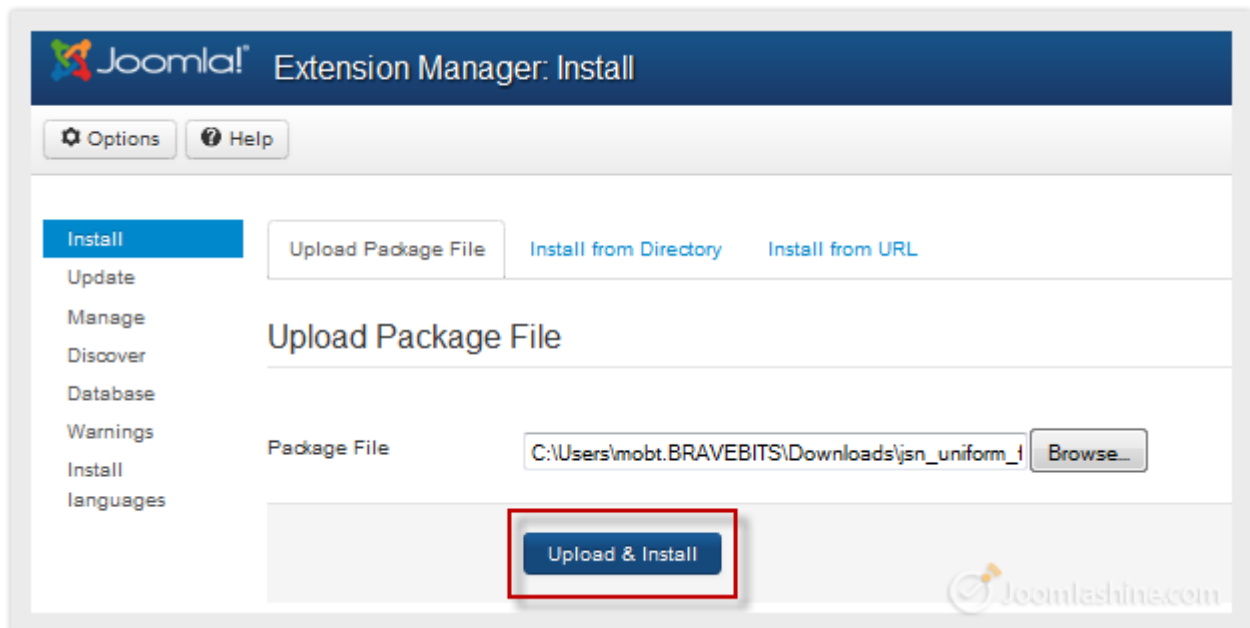 Joomla!® Extension Manager: Install
Options Help
Install
Update
Manage
Discover
Database
Warnings
Install
languages
Upload Package File Install from Directory Install from URL
Upload Package File
Package File C:\Users\mobt.BRAVEBITS\Downloads\jsn_uniform_ Browse...
Upload & Install
Joomlashine.com